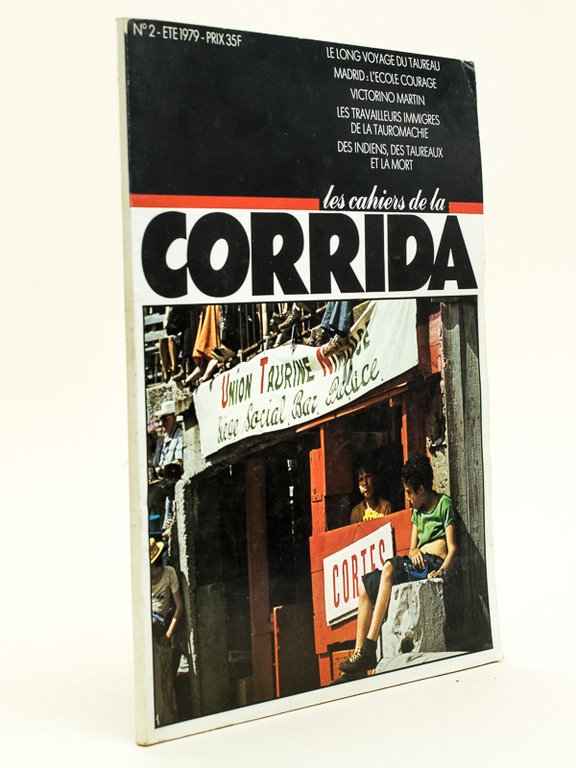 N° 2 - ETE 1979 - PRIX 35F
LE LONG VOYAGE DU TAUREAU
MADRID : L'ECOLE COURAGE
VICTORINO MARTIN
LES TRAVAILLEURS IMMIGRES
DE LA TAUROMACHIE
DES INDIENS, DES TAUREAUX
ET LA MORT
les cahiers de la
CORRIDA
UNION TAURINE
Social Bar
CORTES